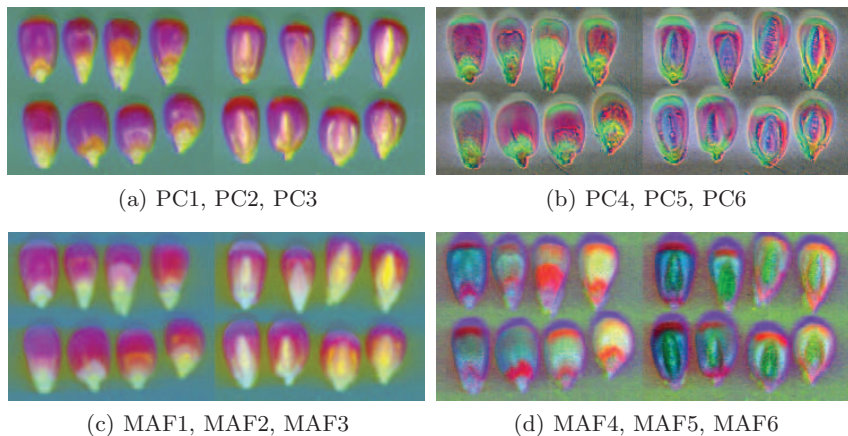 (a) PC1, PC2, PC3
(b) PC4, PC5, PC6
(c) MAF1, MAF2, MAF3
(d) MAF4, MAF5, MAF6